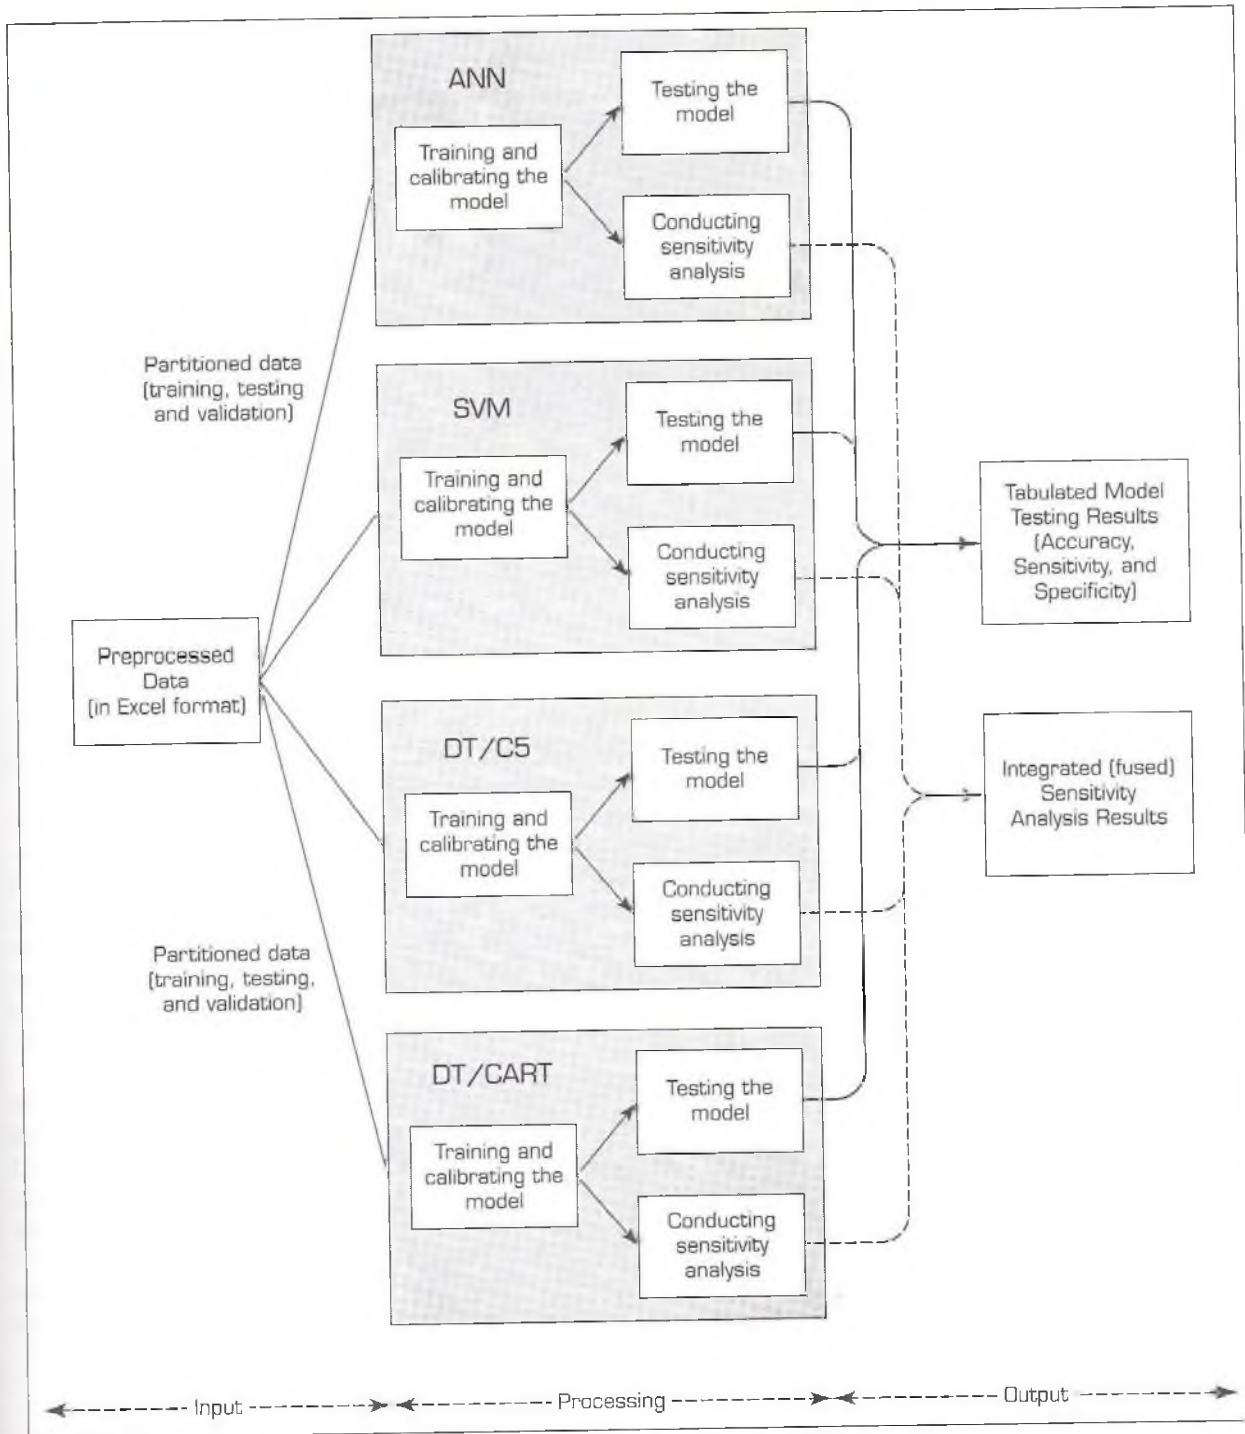 ANN
Testing the
model
Training and
calibrating the
model
Conducting
sensitivity
analysis
Partitioned data
(training, testing
and validation)
SVM
Testing the
model
Training and
calibrating the
model
Conducting
sensitivity
analysis
Tabulated Model
Testing Results
(Accuracy,
Sensitivity, and
Specificity)
Preprocessed
Data
(in Excel format)
DT/C5
Testing the
model
Training and
calibrating the
model
Conducting
sensitivity
analysis
Integrated (fused)
Sensitivity
Analysis Results
Partitioned data
(training, testing,
and validation)
DT/CART
Testing the
model
Training and
calibrating the
model
Conducting
sensitivity
analysis
Input
Processing
Output